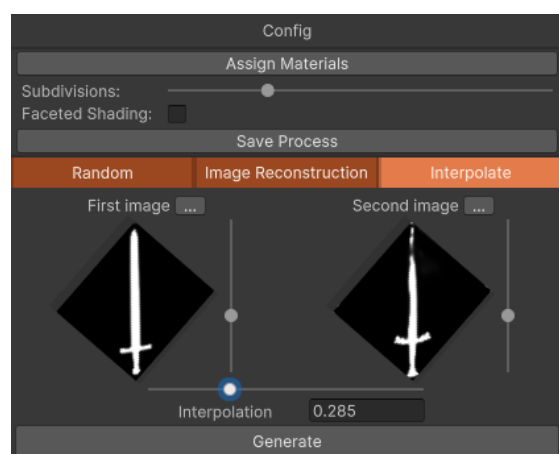 Config
Assign Materials
Subdivisions:
Faceted Shading:
Save Process
Random Image Reconstruction Interpolate
First image ... Second image ...
Interpolation 0.285
Generate